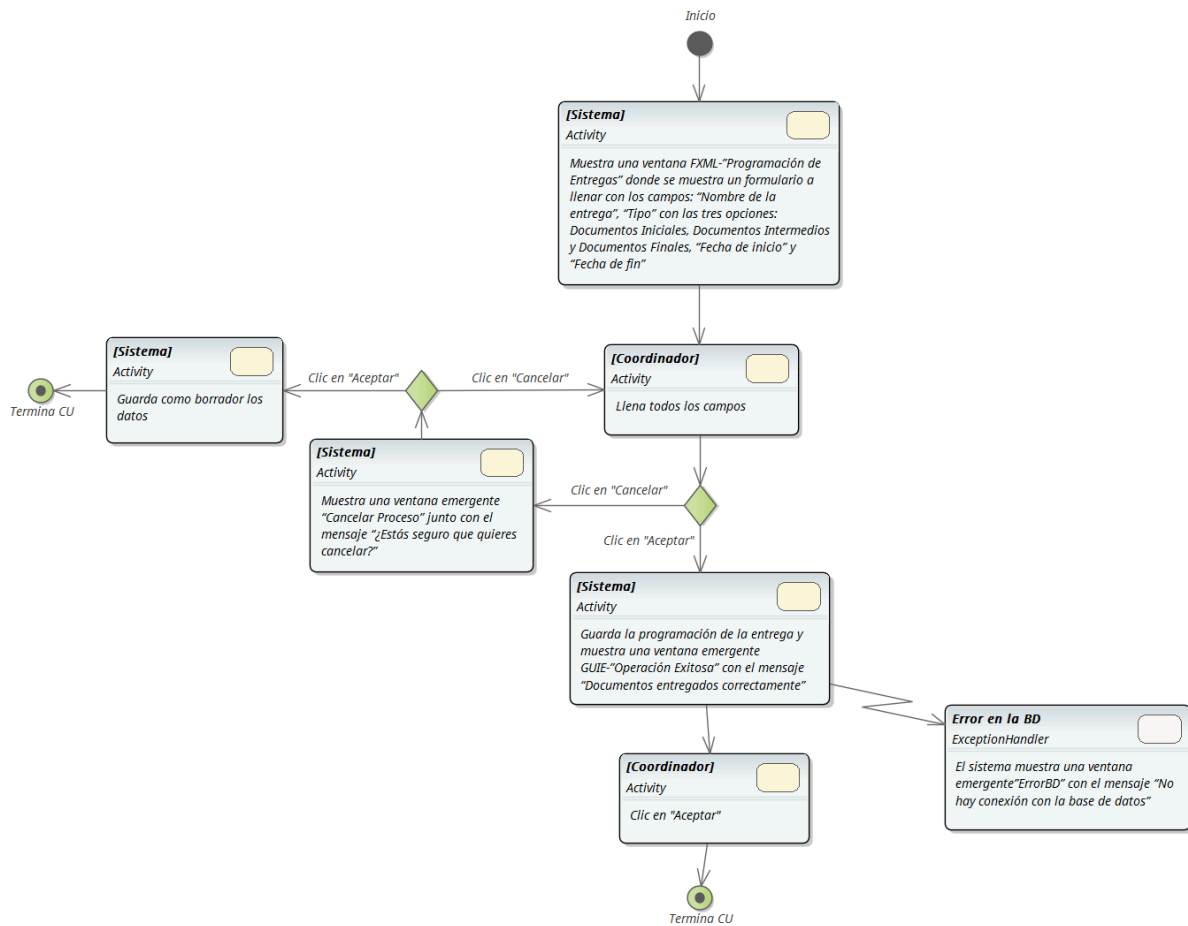 Inicio
[Sistema]
Activity
Muestra una ventana FXML-"Programación de
Entregas" donde se muestra un formulario a
llenar con los campos: “Nombre de la
entrega”, “Tipo” con las tres opciones:
Documentos Iniciales, Documentos Intermedios
y Documentos Finales, “Fecha de inicio” y
“Fecha de fin”
[Sistema]
Activity
Guarda como borrador los
datos
Termina CU
Clic en "Aceptar"
Clic en "Cancelar"
[Coordinador]
Activity
Llena todos los campos
[Sistema]
Activity
Muestra una ventana emergente
“Cancelar Proceso” junto con el
mensaje “¿Estás seguro que quieres
cancelar?”
Clic en "Cancelar"
Clic en "Aceptar"
[Sistema]
Activity
Guarda la programación de la entrega y
muestra una ventana emergente
GUIE-“Operación Exitosa” con el mensaje
“Documentos entregados correctamente”
Error en la BD
ExceptionHandler
El sistema muestra una ventana
emergente“ErrorBD” con el mensaje “No
hay conexión con la base de datos”
[Coordinador]
Activity
Clic en "Aceptar"
Termina CU